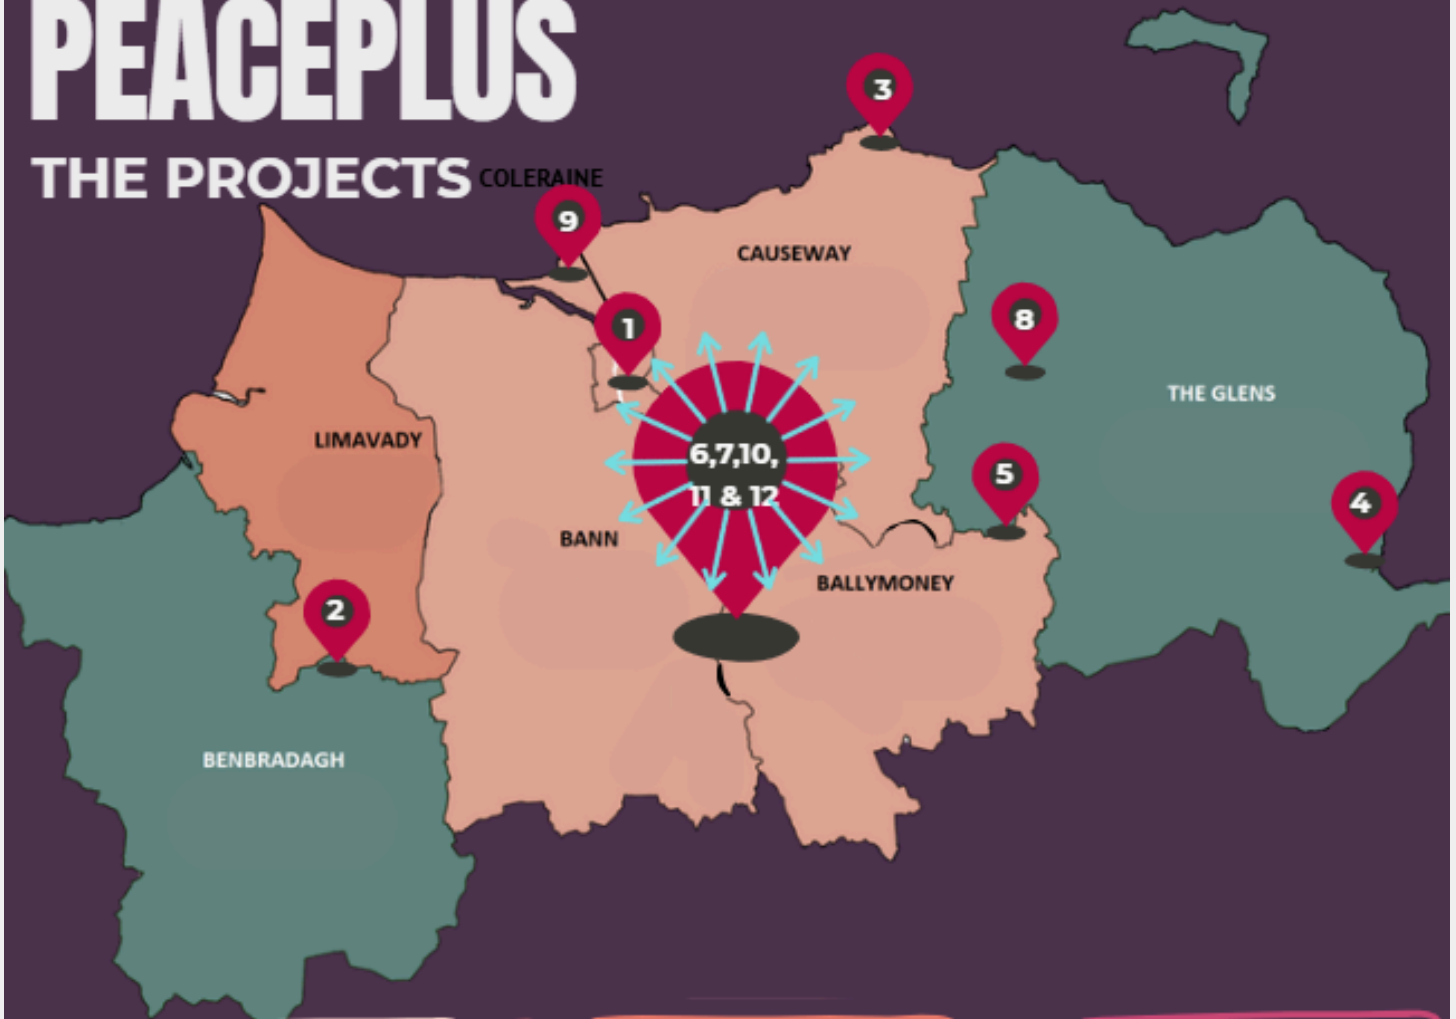 PEACEPLUS
THE PROJECTS
COLERAINE
3
9
CAUSEWAY
1
8
THE GLENS
LIMAVADY
6,7,10,
11 & 12
5
4
BANN
BALLYMONEY
2
BENBRADAGH